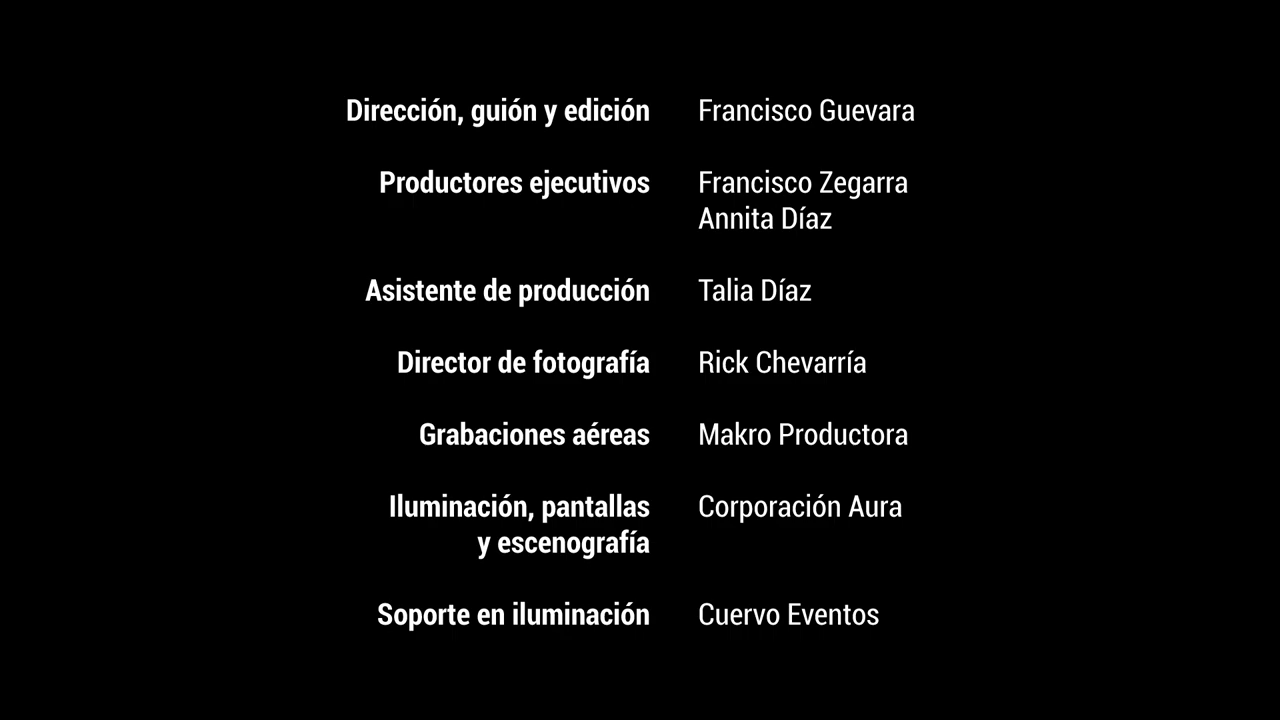 Dirección, guión y edición Francisco Guevara
Productores ejecutivos Francisco Zegarra
Annita Díaz
Asistente de producción Talia Díaz
Director de fotografía Rick Chevarría
Grabaciones aéreas Makro Productora
Iluminación, pantallas Corporación Aura
y escenografía
Soporte en iluminación Cuervo Eventos